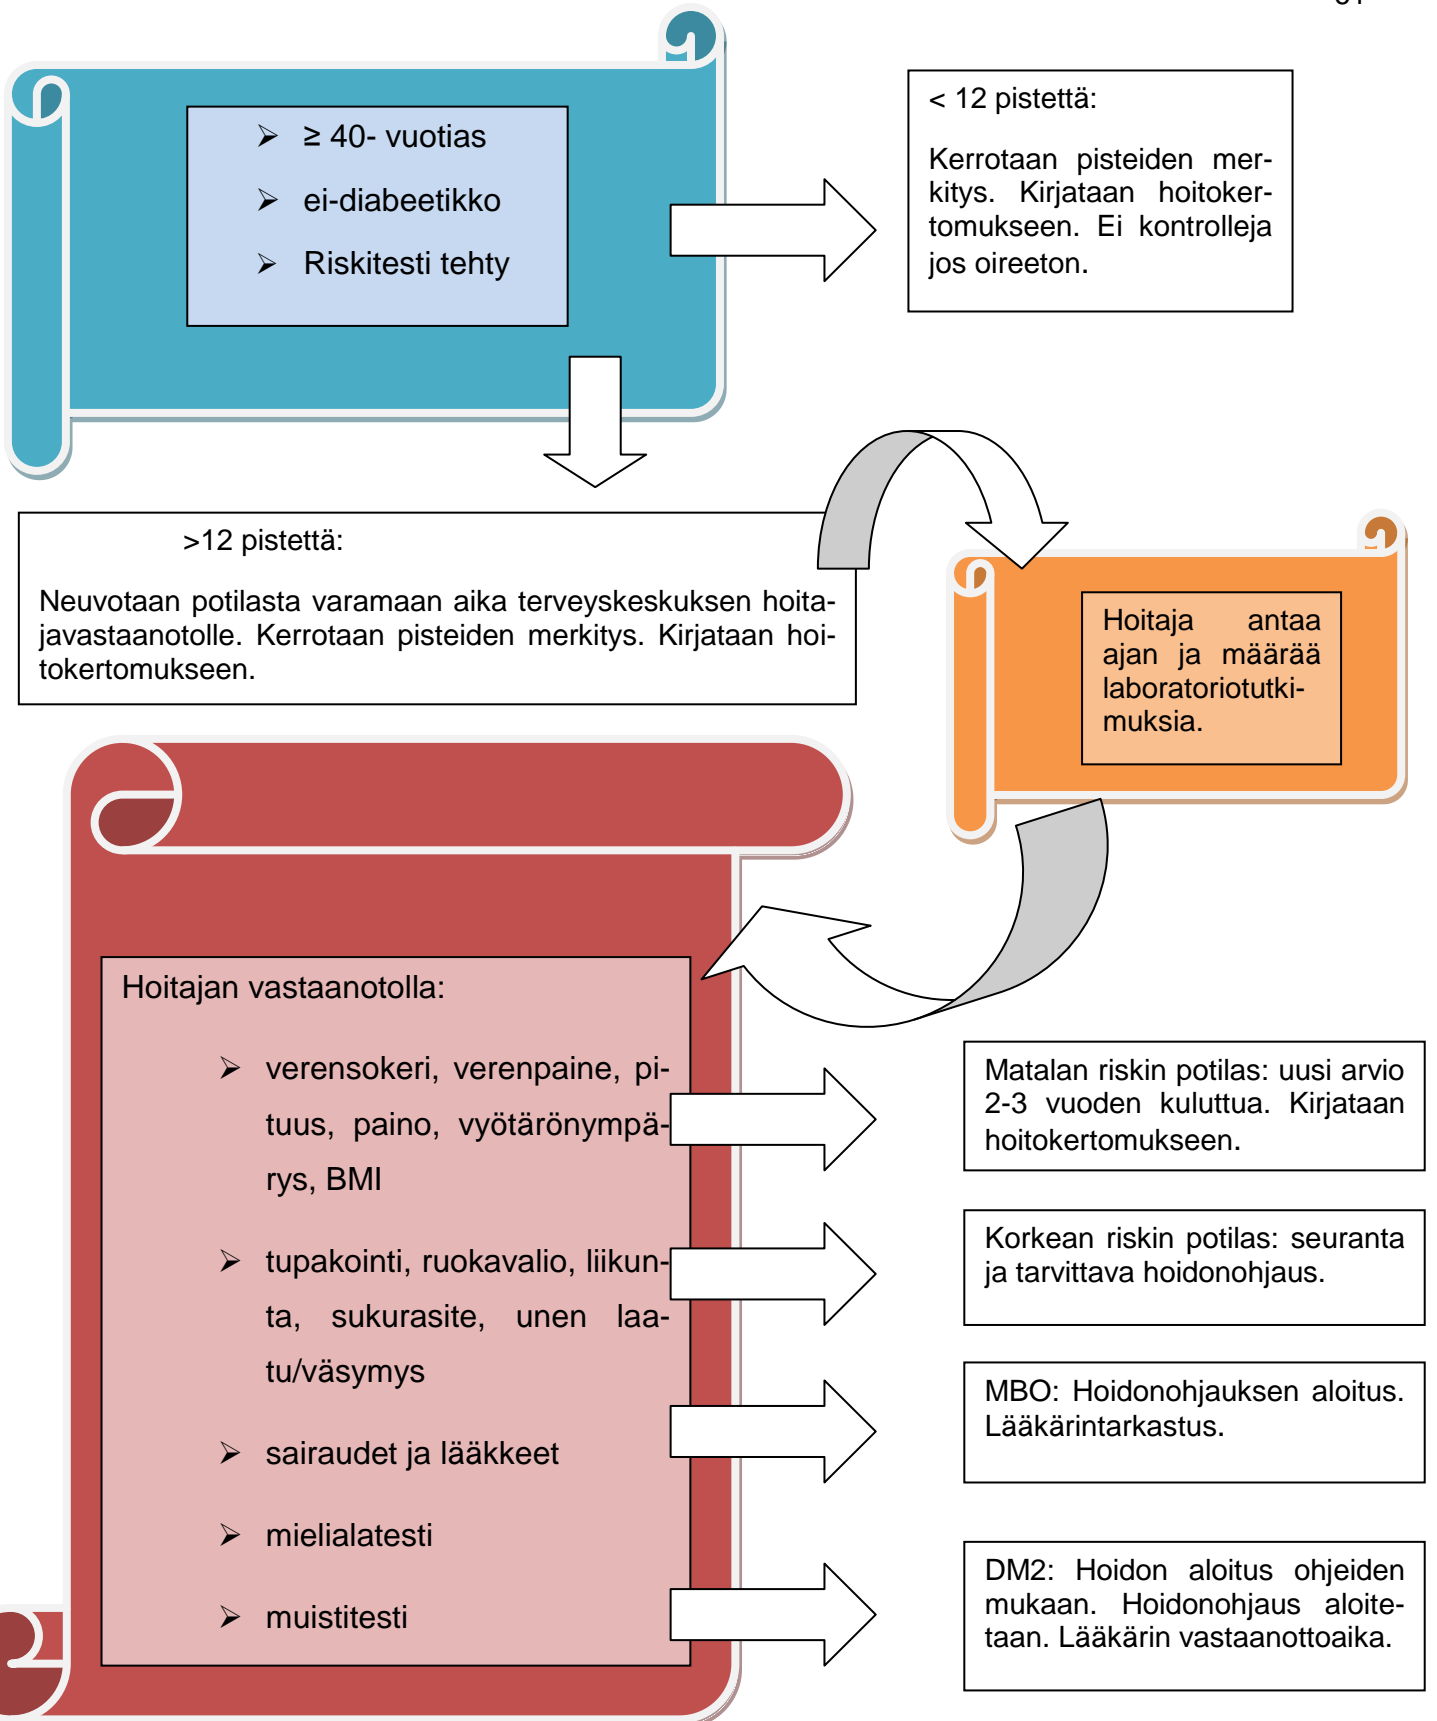 ≥ 40- vuotias
ei-diabeetikko
Riskitesti tehty
< 12 pistettä:
Kerrotaan pisteiden mer-
kitys. Kirjataan hoitoker-
tomukseen. Ei kontrolleja
jos oireeton.
>12 pistettä:
Neuvotaan potilasta varamaan aika terveyskeskuksen hoita-
javastaanotolle. Kerrotaan pisteiden merkitys. Kirjataan hoi-
tokertomukseen.
Hoitaja antaa
ajan ja määrää
laboratoriotutki-
muksia.
Hoitajan vastaanotolla:
verensokeri, verenpaine, pi-
tuus, paino, vyötärönympä-
rys, BMI
tupakointi, ruokavalio, liikun-
ta, sukurasite, unen laa-
tu/väsymys
sairaudet ja lääkkeet
mielialatesti
muistitesti
Matalan riskin potilas: uusi arvio
2-3 vuoden kuluttua. Kirjataan
hoitokertomukseen.
Korkean riskin potilas: seuranta
ja tarvittava hoidonohjaus.
MBO: Hoidonohjauksen aloitus.
Lääkärintarkastus.
DM2: Hoidon aloitus ohjeiden
mukaan. Hoidonohjaus aloite-
taan. Lääkärin vastaanottoaika.